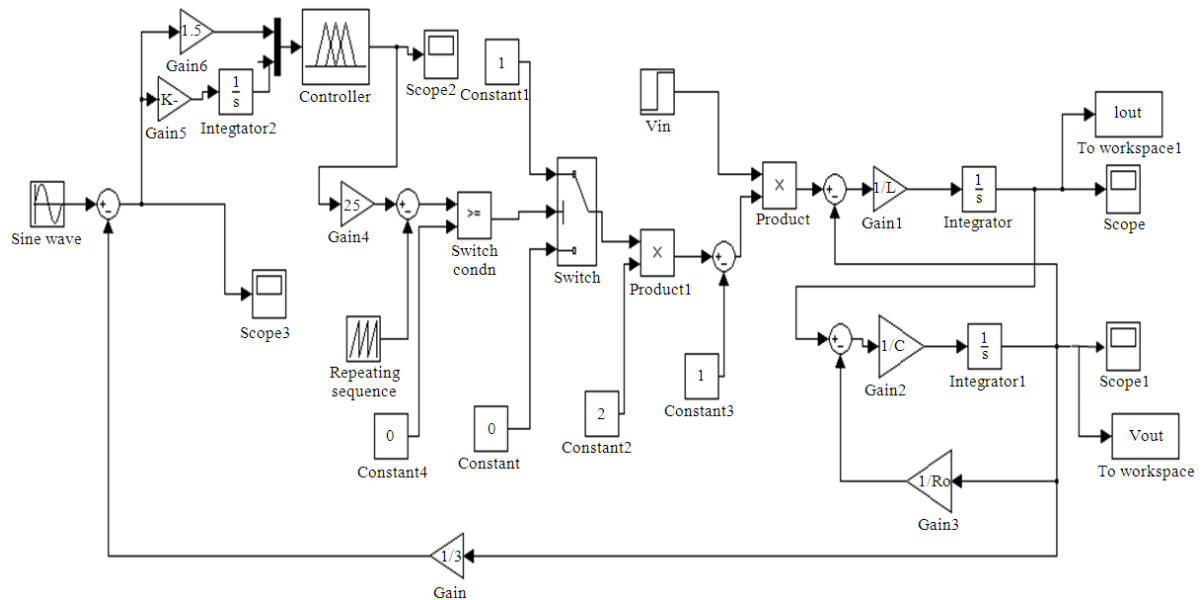 1.5
Gain6
K-
Gain5
1
s
Integtator2
Controller
Scope2
1
Constant1
Vin
Iout
To workspace1
Sine wave
Scope3
25
Gain4
>=
Switch
condn
Switch
X
Product1
X
Product
1/L
Gain1
1
s
Integrator
Scope
Repeating
sequence
0
Constant4
0
Constant
2
Constant2
1
Constant3
1/C
Gain2
1
s
Integrator1
Scope1
Vout
To workspace
1/Ro
Gain3
1/3
Gain